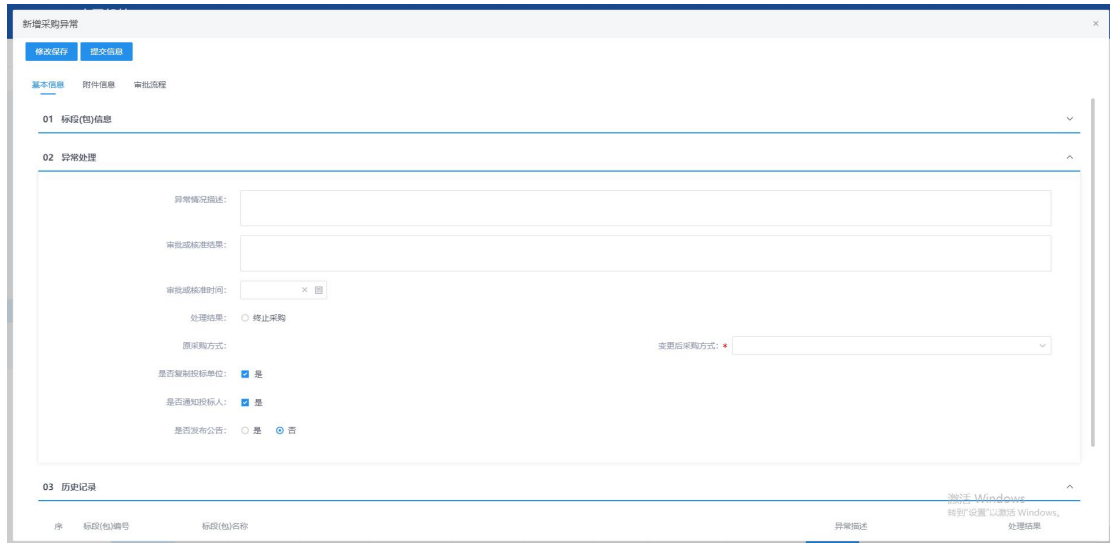 新增采购异常 ×
修改保存 提交信息
基本信息 附件信息 审批流程
01 标段(包)信息
02 异常处理
异常情况描述:
审批或核准结果:
审批或核准时间:
处理结果: 终止采购
原采购方式: 变更后采购方式: *
是否复制投标单位: 是
是否通知投标人: 是
是否发布公告: 是 否
03 历史记录
激活 Windows
转到"设置"以激活 Windows。
序 标段(包)编号 标段(包)名称 异常描述 处理结果